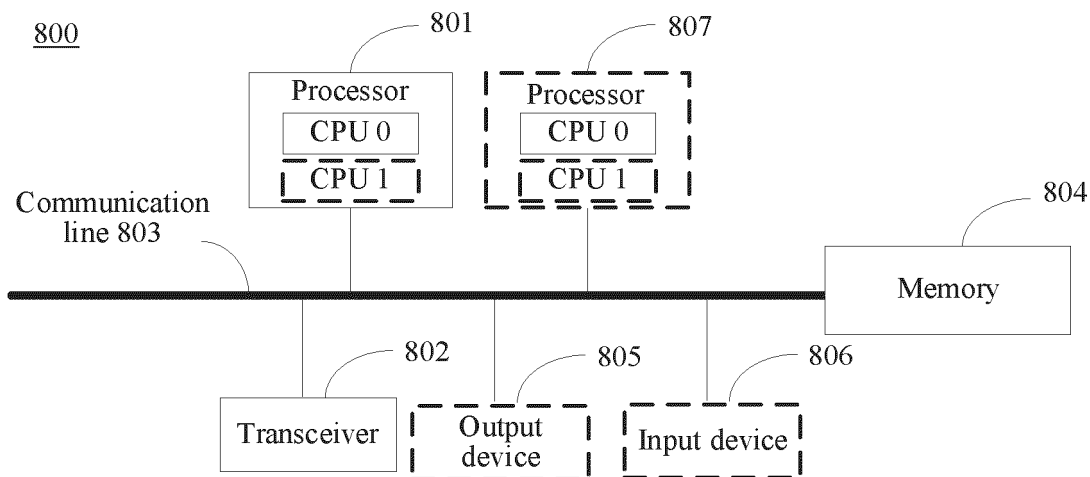 800
801
807
Processor
CPU 0
CPU 1
Processor
CPU 0
CPU 1
Communication
line 803
804
Memory
802
805
806
Transceiver
Output
device
Input device